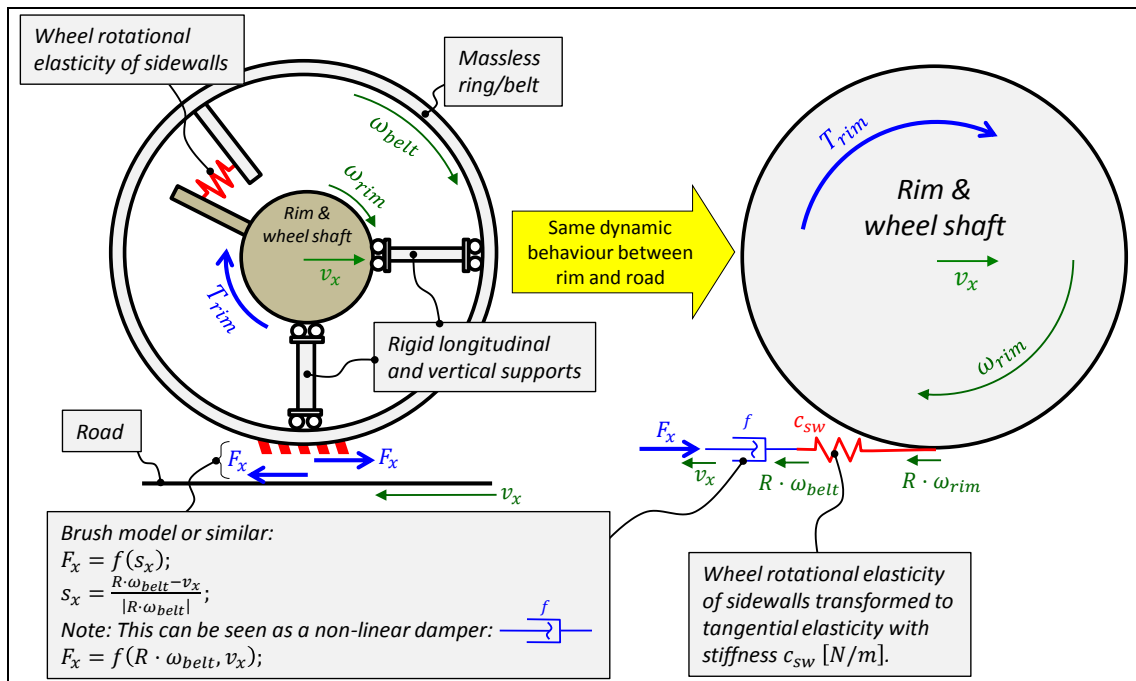 Wheel rotational
elasticity of sidewalls
Massless
ring/belt
ω_belt
ω_rim
Rim &
wheel shaft
v_x
T_rim
Rigid longitudinal
and vertical supports
Road
F_x
F_x
F_x
v_x
Brush model or similar:
F_x = f(s_x);
s_x = \frac{R·ω_belt−v_x}{|R·ω_belt|};
Note: This can be seen as a non-linear damper:
f
F_x = f(R · ω_belt, v_x);
Same dynamic
behaviour between
rim and road
T_rim
Rim &
wheel shaft
v_x
ω_rim
F_x
f
c_sw
v_x
R · ω_belt
R · ω_rim
Wheel rotational elasticity
of sidewalls transformed to
tangential elasticity with
stiffness c_sw [N/m].